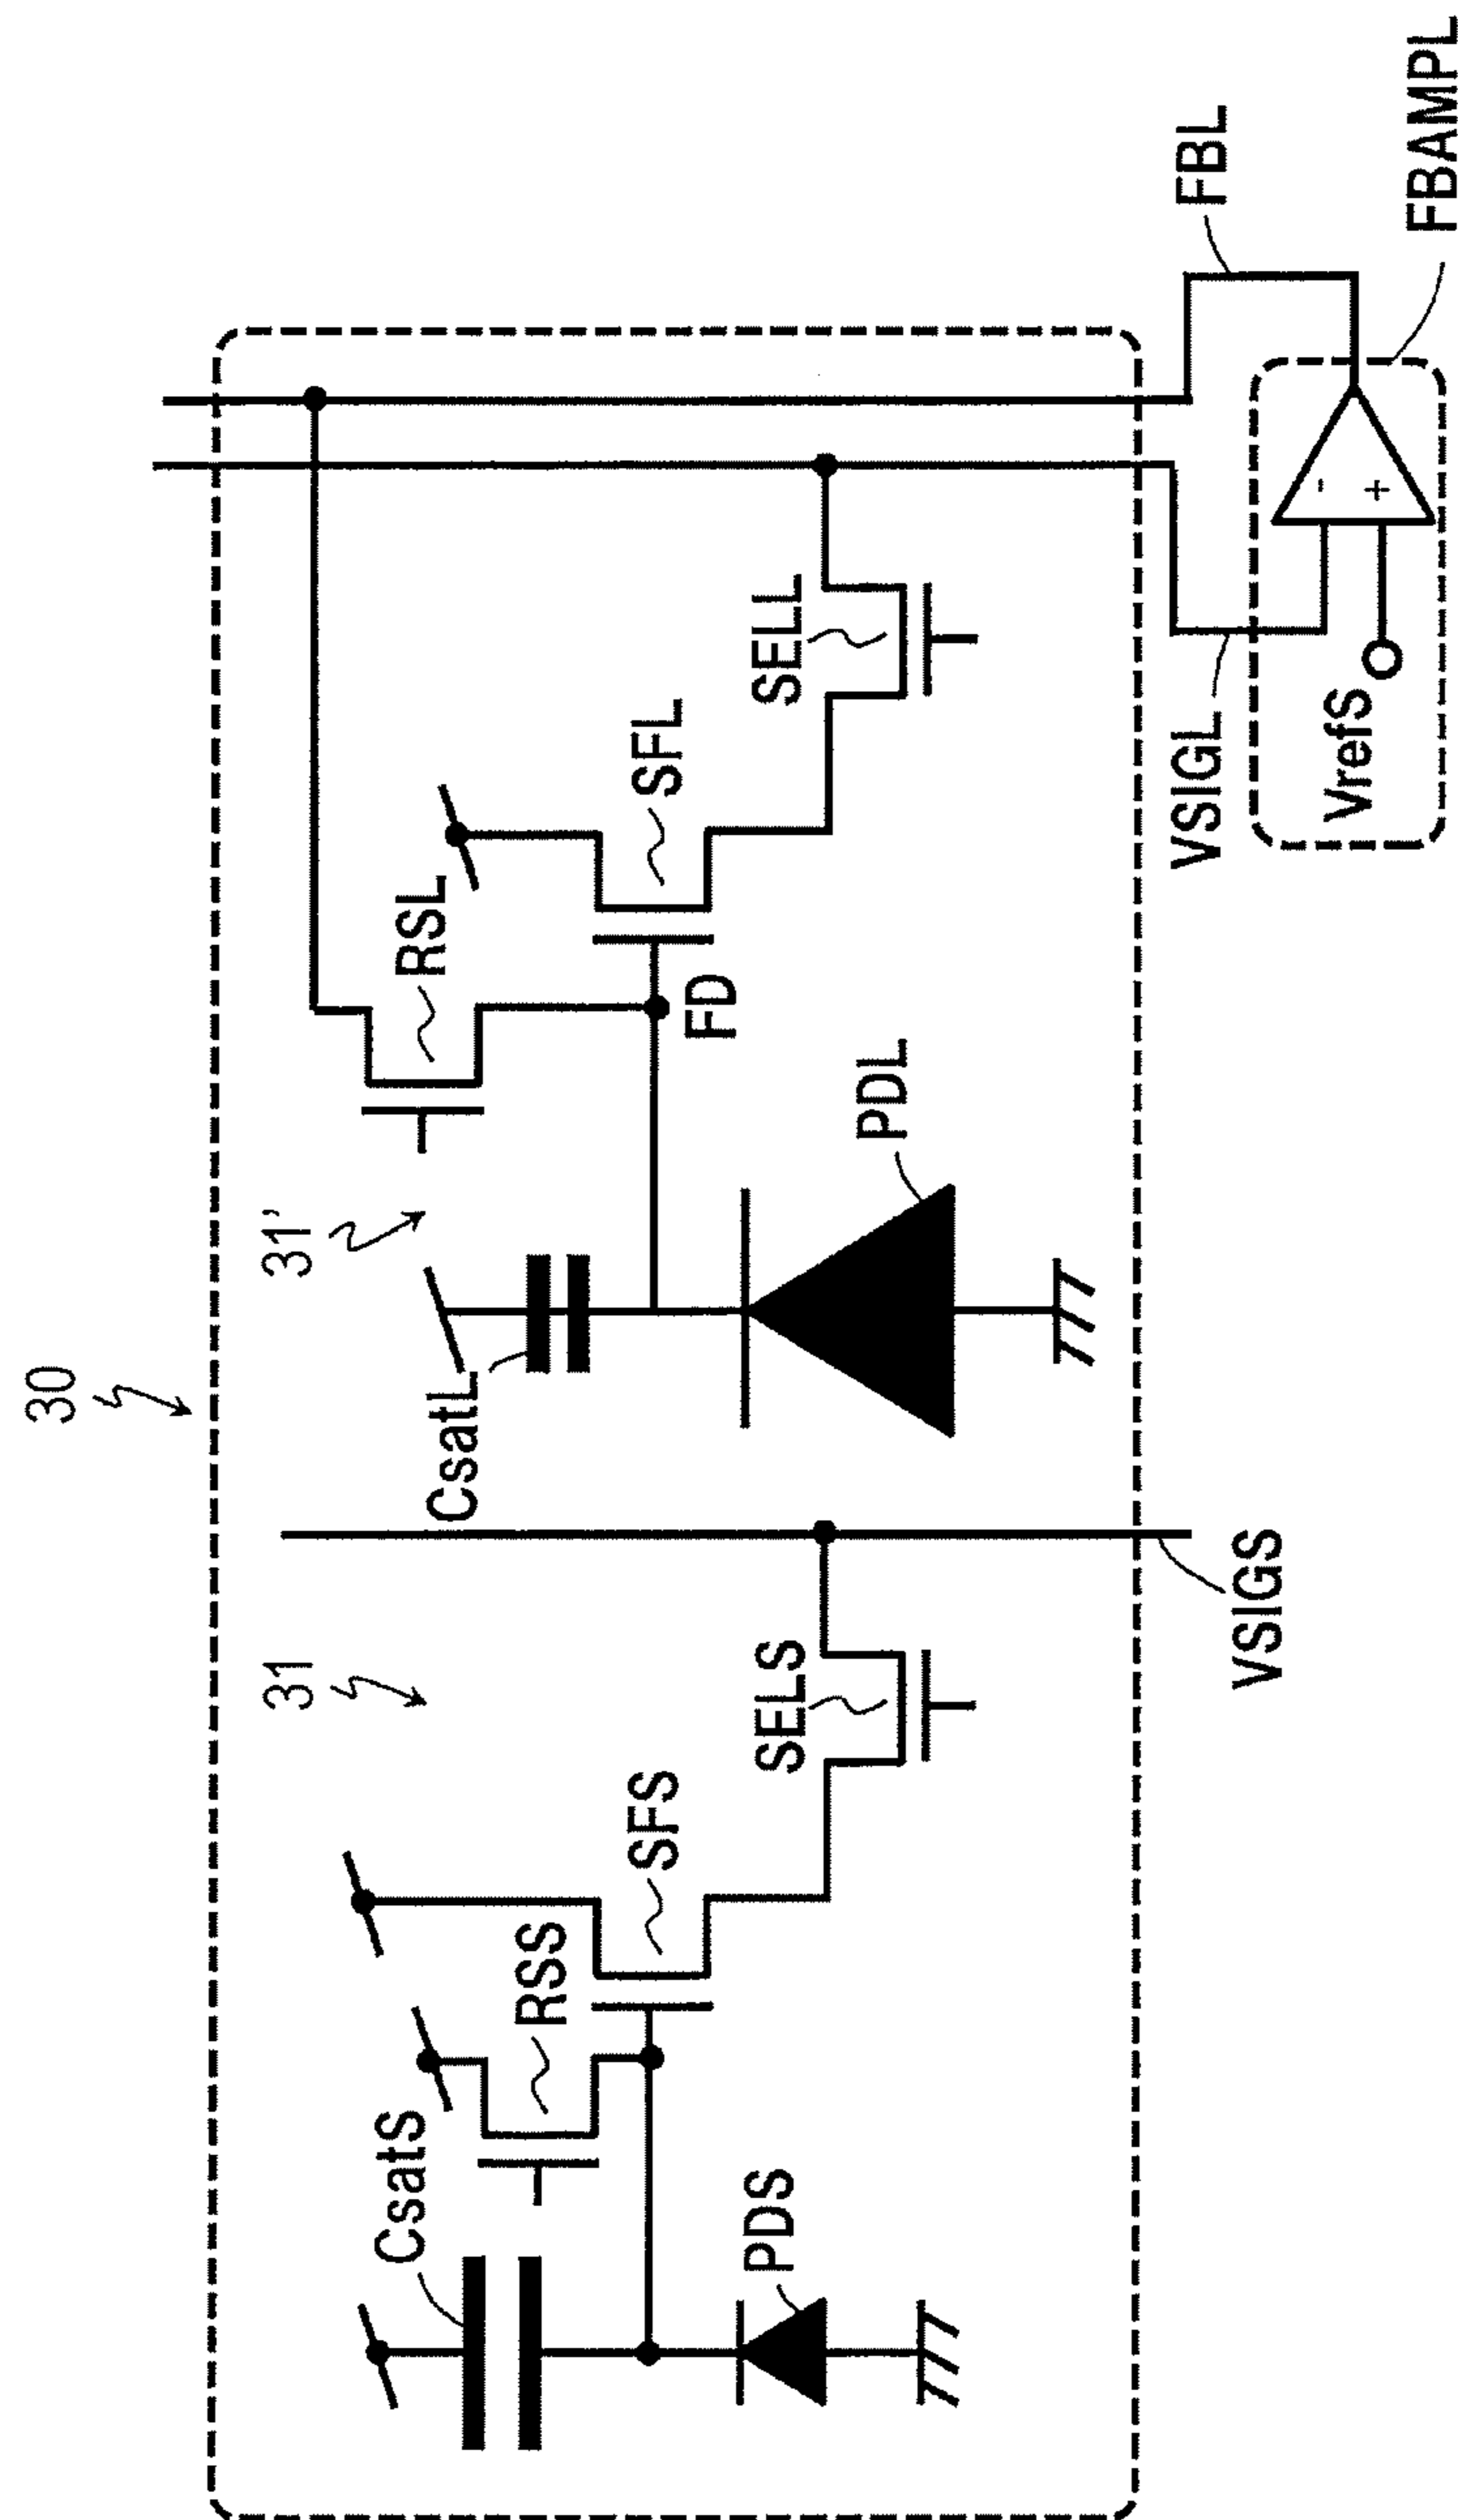 30
31
31'
CsatS
RSS
SFS
PDS
SELS
VSIGS
CsatL
RSL
SFL
FD
PDL
SELL
VSIGL
VrefS
-
+
FBL
FBAMPL